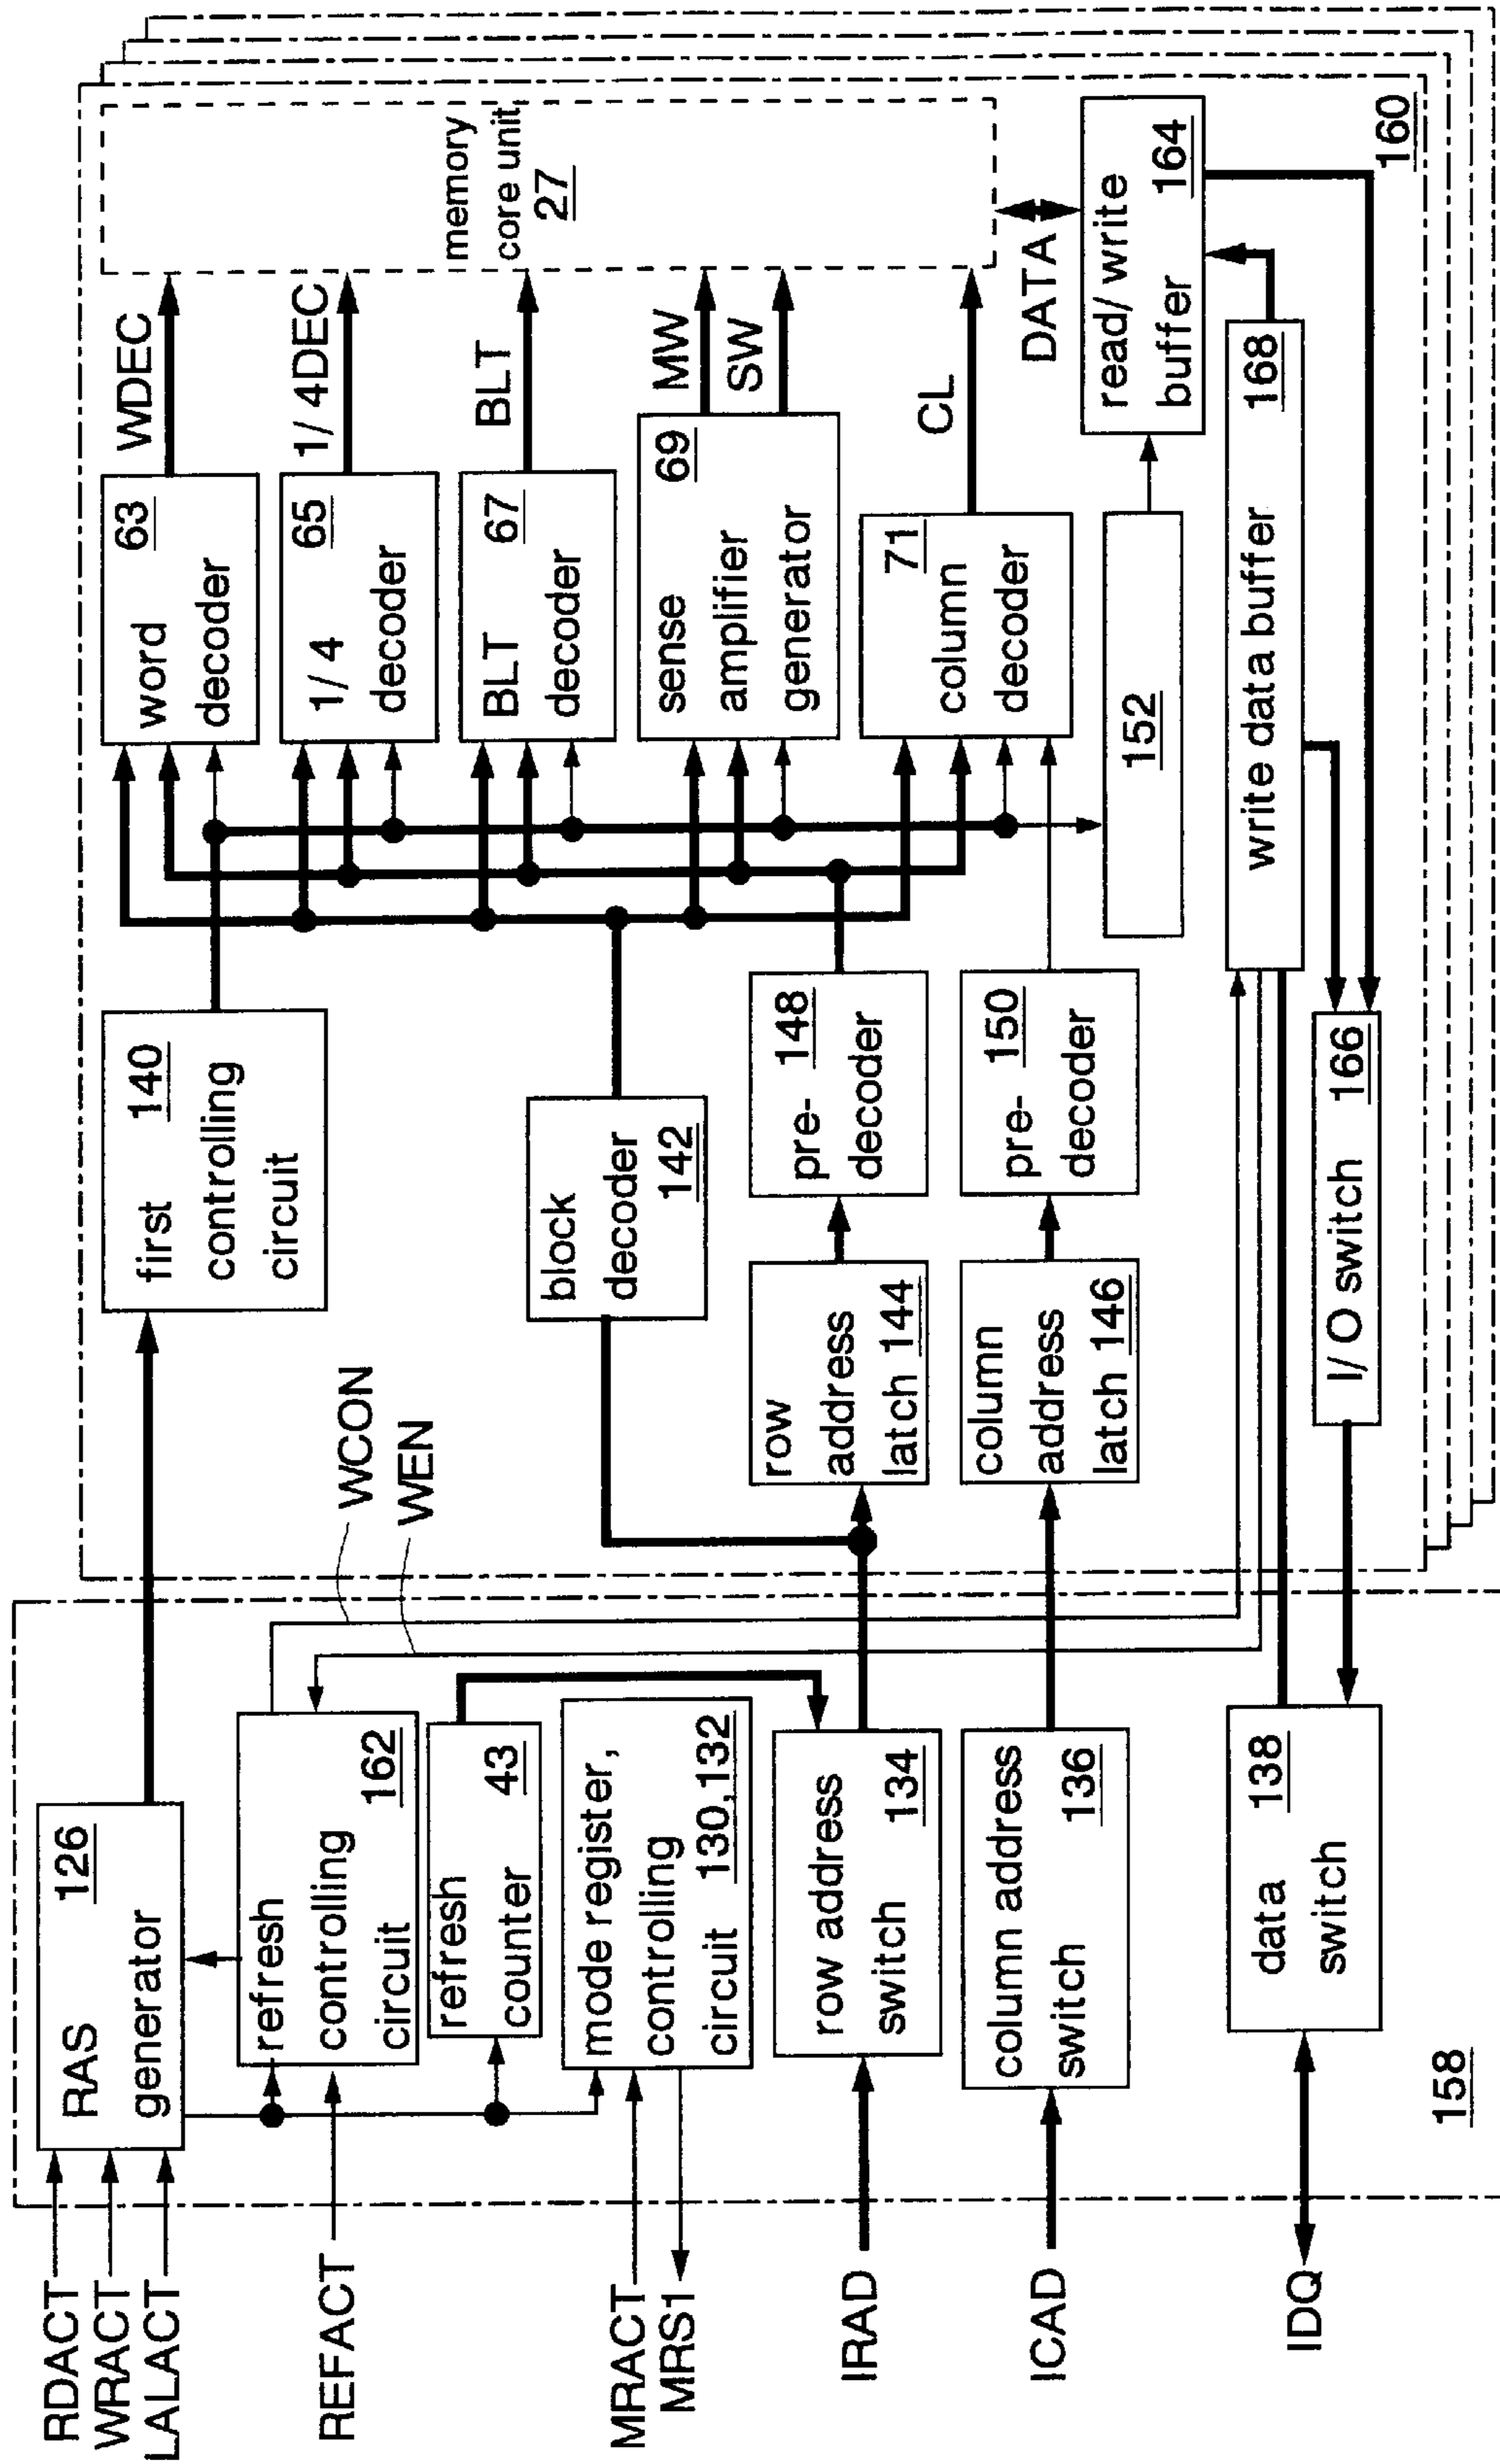 RDACT
WRACT
LALACT
REFACT
MRACT
MRS1
IRAD
ICAD
IDQ
158
RAS 126
generator
refresh
controlling
circuit 162
refresh
counter 43
mode register,
controlling
circuit 130,132
row address
switch 134
column address
switch 136
data 138
switch
WCON
WEN
first 140
controlling
circuit
block
decoder
142
row
address
latch 144
column
address
latch 146
pre- 148
decoder
pre- 150
decoder
I/O switch 166
word 63
decoder
1/4 65
decoder
BLT 67
decoder
sense 69
amplifier
generator
71
column
decoder
152
write data buffer 168
WDEC
1/4DEC
BLT
MW
SW
CL
DATA
memory
core unit
27
read/write
buffer 164
160